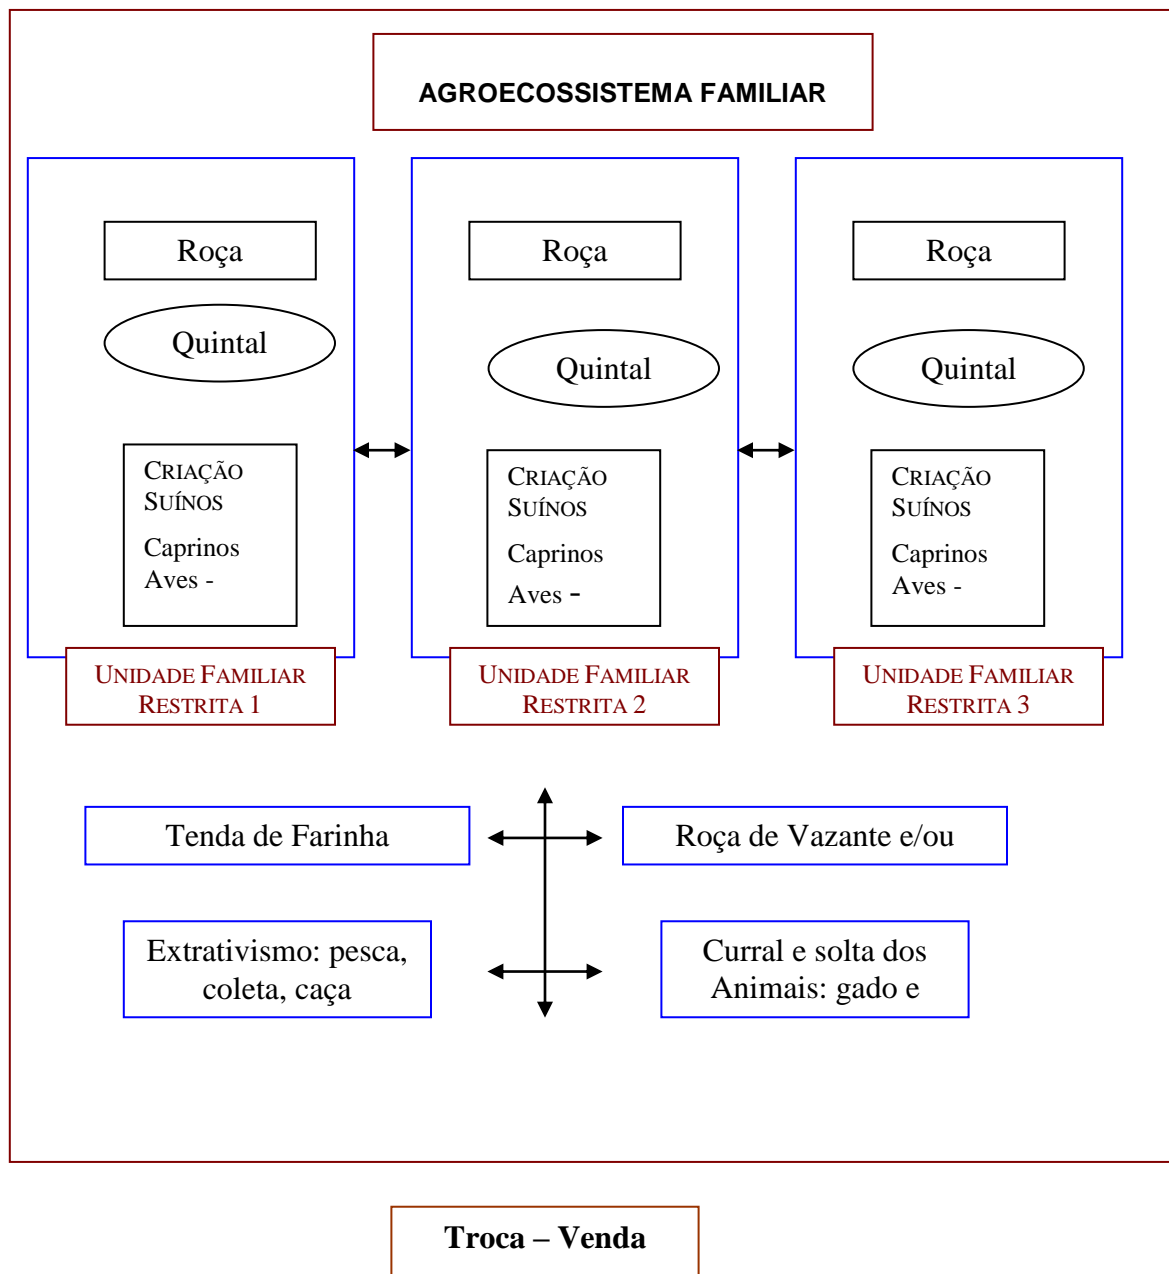 AGROECOSSISTEMA FAMILIAR
Roça
Quintal
CRIAÇÃO
SUÍNOS
Caprinos
Aves -
UNIDADE FAMILIAR
RESTRITA 1
Roça
Quintal
CRIAÇÃO
SUÍNOS
Caprinos
Aves -
UNIDADE FAMILIAR
RESTRITA 2
Roça
Quintal
CRIAÇÃO
SUÍNOS
Caprinos
Aves -
UNIDADE FAMILIAR
RESTRITA 3
Tenda de Farinha
Roça de Vazante e/ou
Extrativismo: pesca,
coleta, caça
Curral e solta dos
Animais: gado e
Troca – Venda